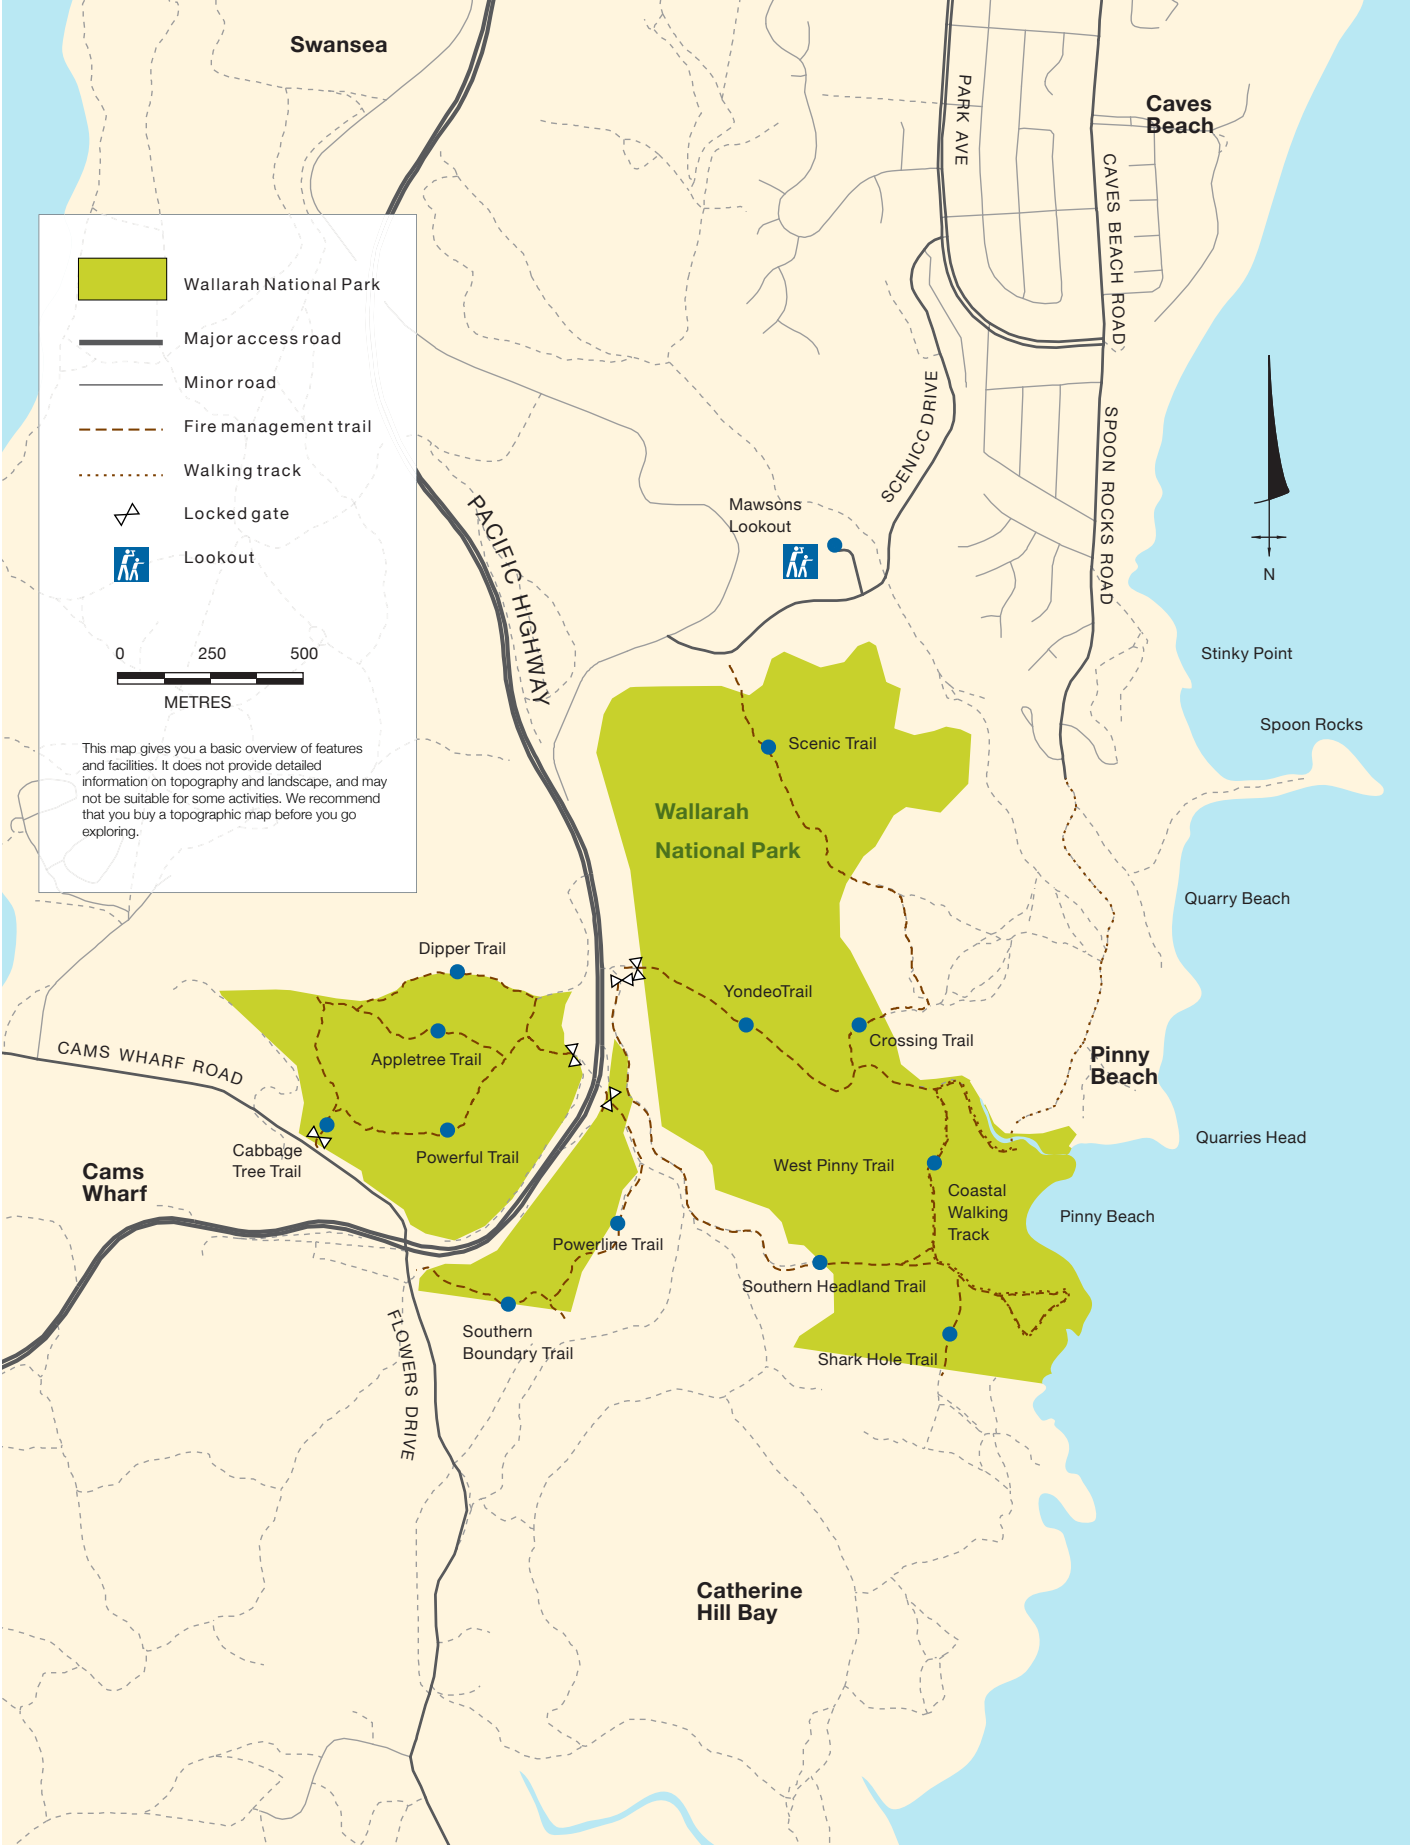 Swansea
Caves
Beach
PARK AVE
CAVES BEACH ROAD
Wallarah National Park
Major access road
Minor road
Fire management trail
Walking track
Locked gate
Lookout
0 250 500
METRES
This map gives you a basic overview of features
and facilities. It does not provide detailed
information on topography and landscape, and may
not be suitable for some activities. We recommend
that you buy a topographic map before you go
exploring.
SCENICC DRIVE
SPOON ROCKS ROAD
PACIFIC HIGHWAY
Mawsons
Lookout
N
Stinky Point
Spoon Rocks
Scenic Trail
Wallarah
National Park
Quarry Beach
Dipper Trail
YondeoTrail
Crossing Trail
Appletree Trail
CAMS WHARF ROAD
Pinny
Beach
Quarries Head
Cabbage
Tree Trail
Powerful Trail
West Pinny Trail
Cams
Wharf
Coastal
Walking
Track
Pinny Beach
Powerline Trail
Southern Headland Trail
Southern
Boundary Trail
Shark Hole Trail
FLOWERS DRIVE
Catherine
Hill Bay